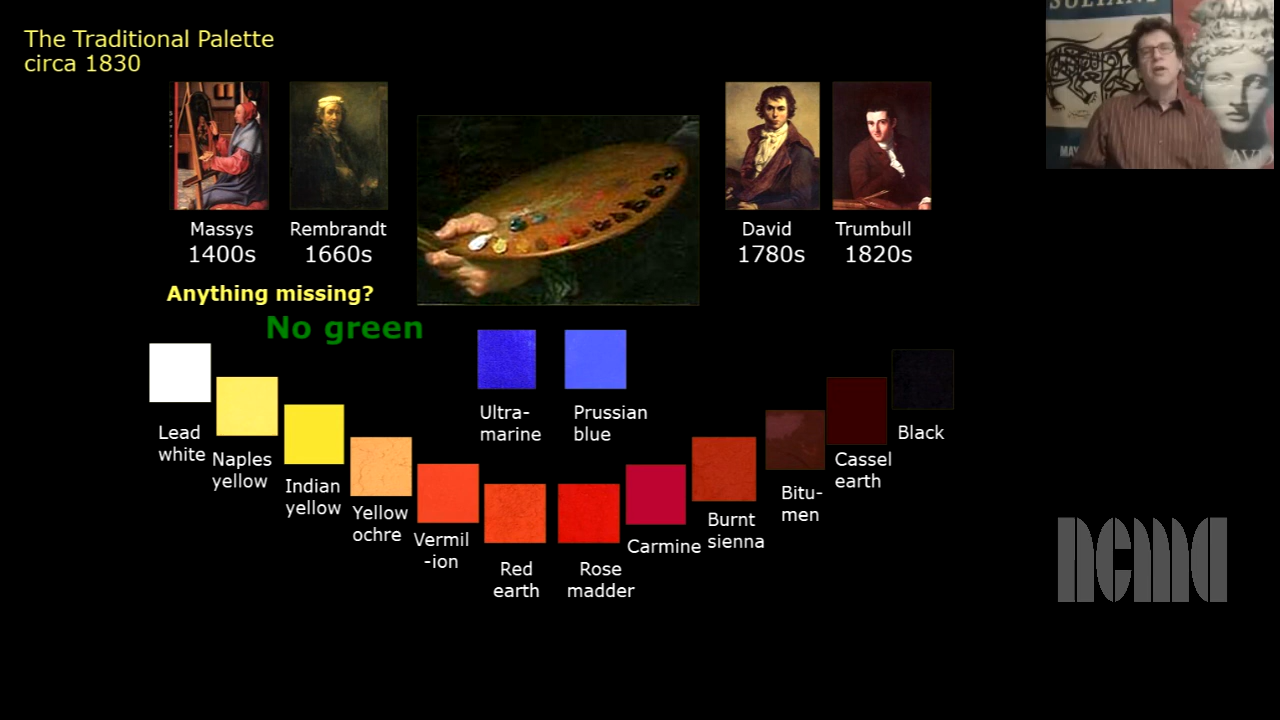 The Traditional Palette
circa 1830
Massys
1400s
Rembrandt
1660s
David
1780s
Trumbull
1820s
Anything missing?
No green
Ultra-
marine
Prussian
blue
Lead
white
Naples
yellow
Indian
yellow
Yellow
ochre
Vermil
-ion
Red
earth
Rose
madder
Carmine
Burnt
sienna
Bitu-
men
Cassel
earth
Black
MAY
ncma